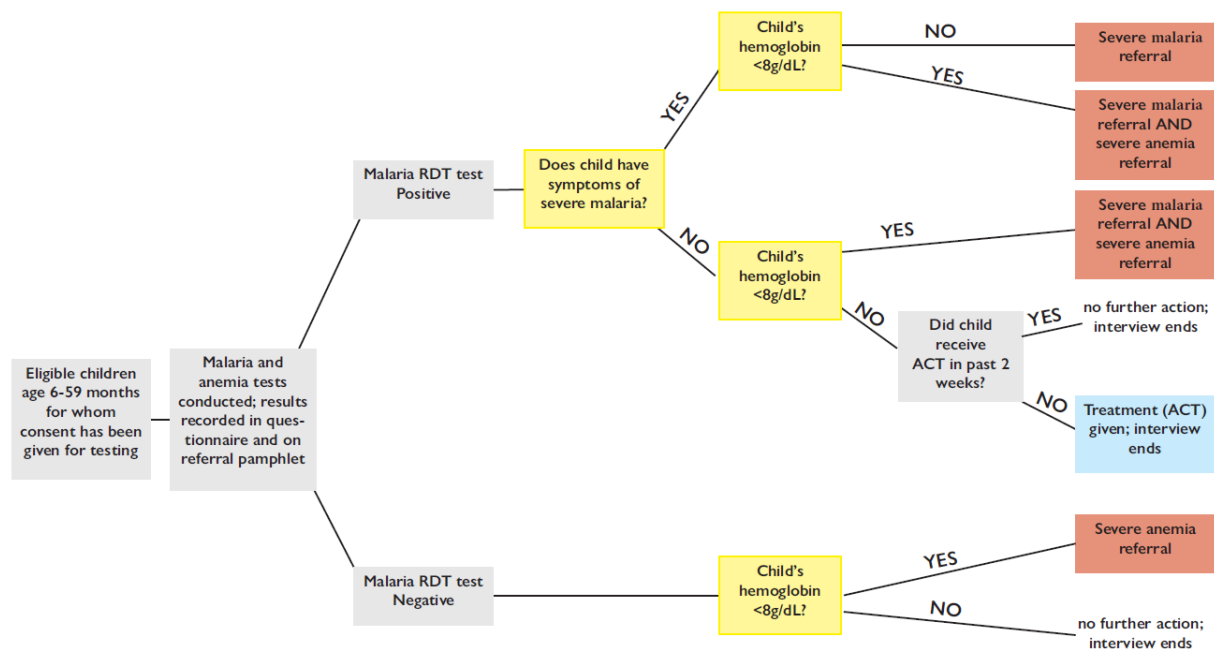 Eligible children
age 6-59 months
for whom
consent has been
given for testing
Malaria and
anemia tests
conducted; results
recorded in ques-
tionnaire and on
referral pamphlet
Malaria RDT test
Positive
Does child have
symptoms of
severe malaria?
YES
Child's
hemoglobin
<8g/dL?
NO
Severe malaria
referral
YES
Severe malaria
referral AND
severe anemia
referral
NO
Child's
hemoglobin
<8g/dL?
YES
Severe malaria
referral AND
severe anemia
referral
NO
Did child
receive
ACT in past 2
weeks?
YES
no further action;
interview ends
NO
Treatment (ACT)
given; interview
ends
Malaria RDT test
Negative
Child's
hemoglobin
<8g/dL?
YES
Severe anemia
referral
NO
no further action;
interview ends